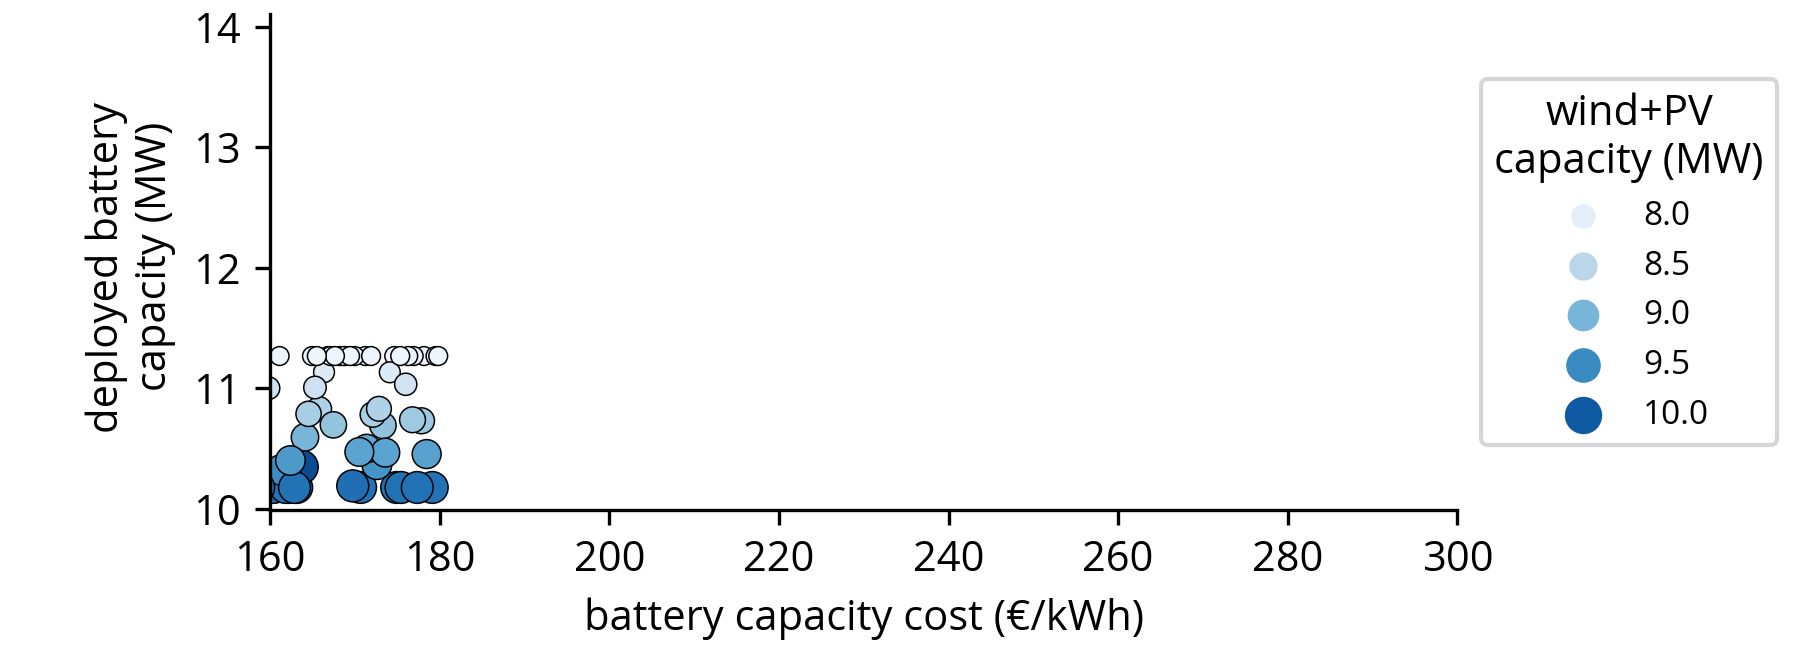 deployed battery
capacity (MW)
14
13
12
11
10
160 180 200 220 240 260 280 300
battery capacity cost (€/kWh)
wind+PV
capacity (MW)
8.0
8.5
9.0
9.5
10.0